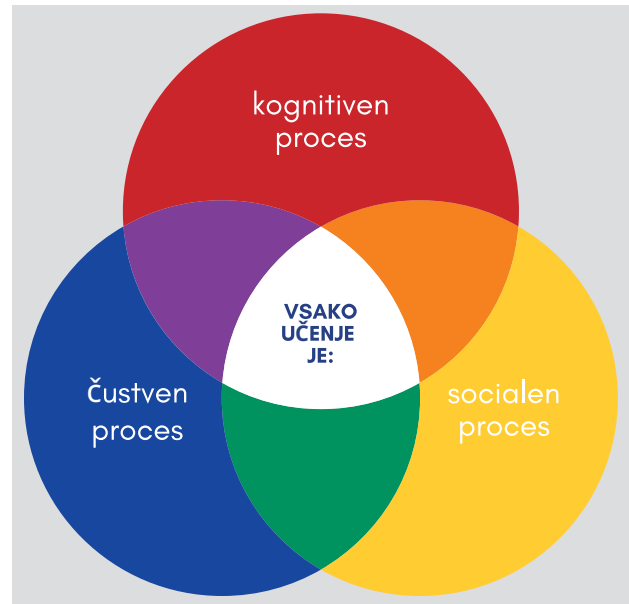 kognitiven
proces
VSAKO
UČENJE
JE:
čustven
proces
socialen
proces